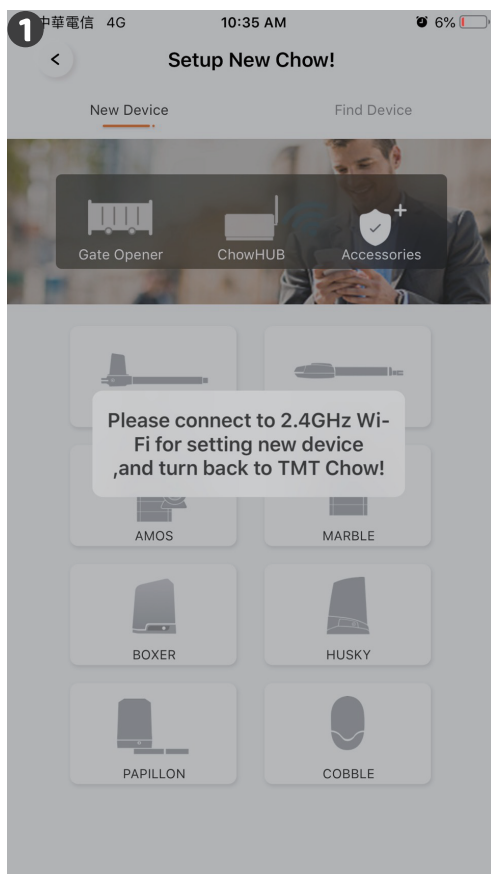 1
中華電信 4G 10:35 AM 6%
Setup New Chow!
New Device Find Device
Gate Opener ChowHUB Accessories
Please connect to 2.4GHz Wi-
Fi for setting new device
,and turn back to TMT Chow!
AMOS MARBLE
BOXER HUSKY
PAPILLON COBBLE